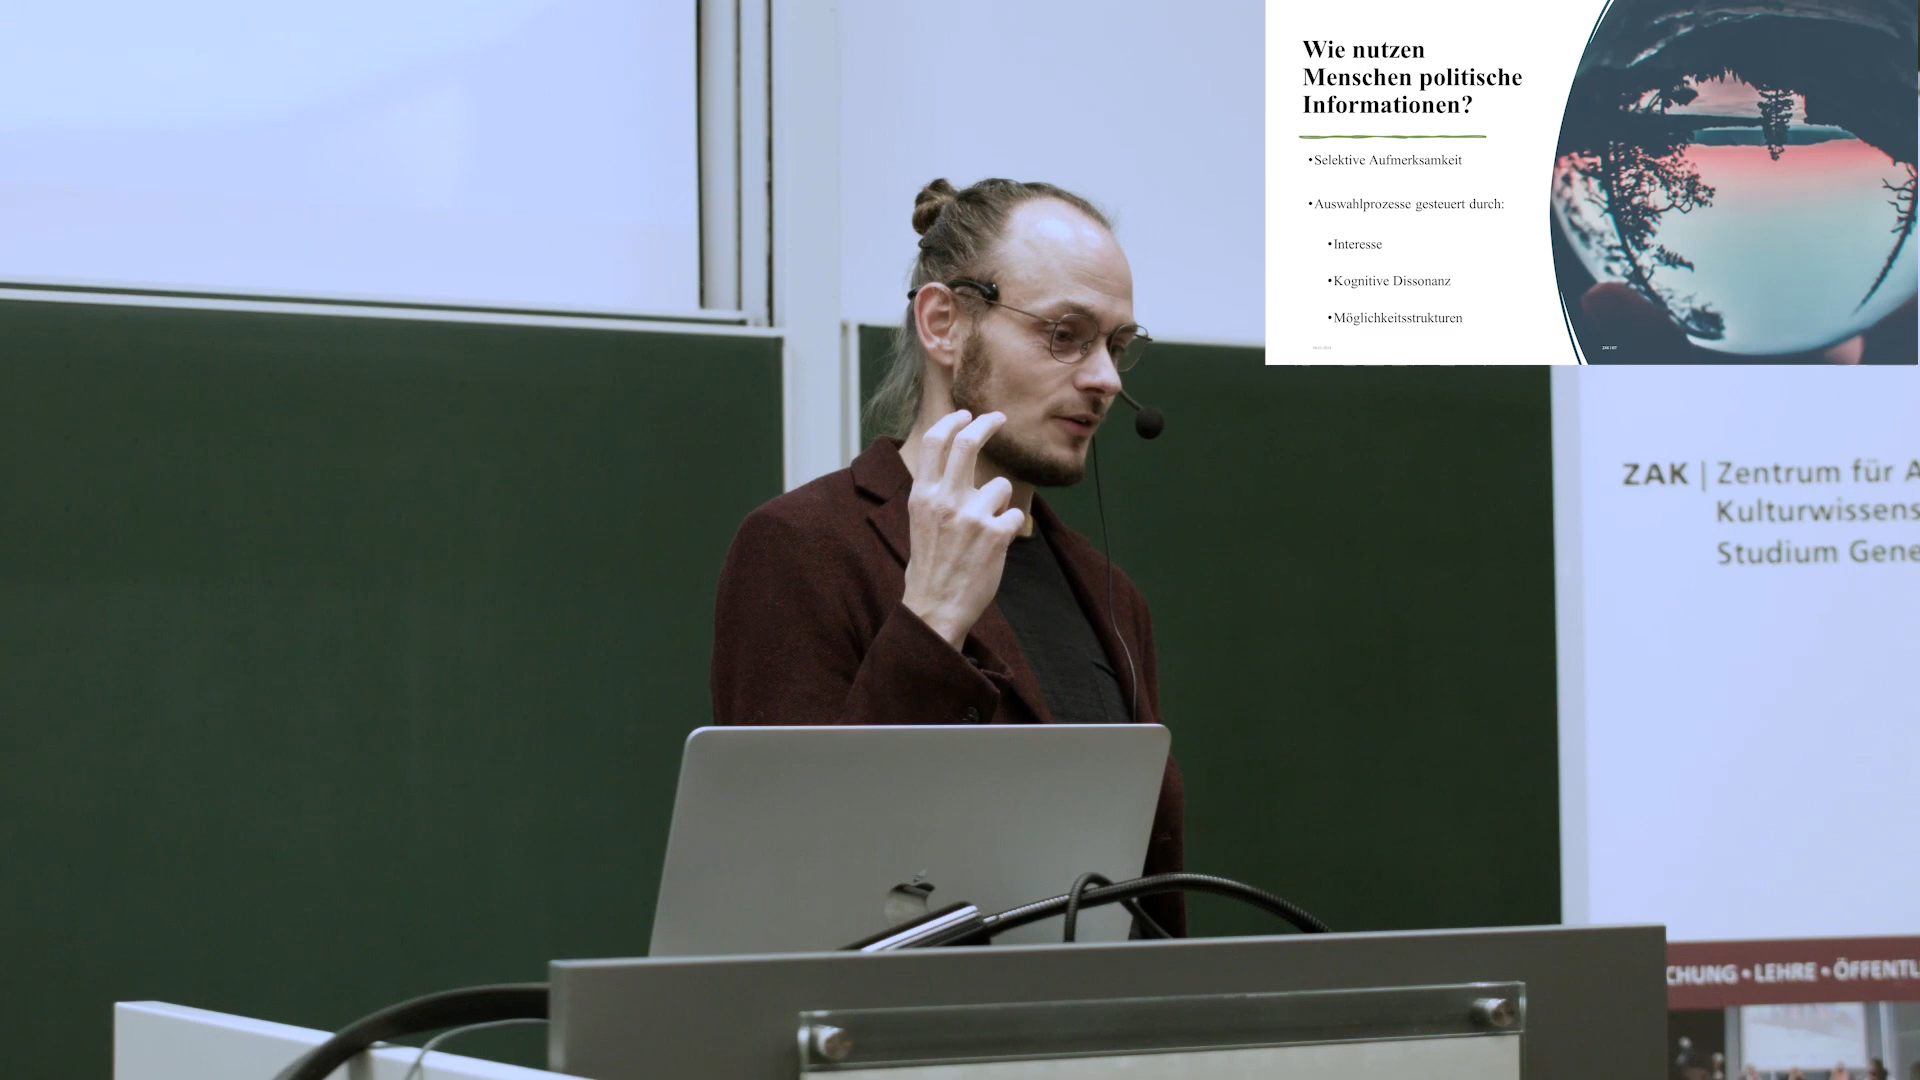 Wie nutzen
Menschen politische
Informationen?
•Selektive Aufmerksamkeit
•Auswahlprozesse gesteuert durch:
•Interesse
•Kognitive Dissonanz
•Möglichkeitsstrukturen
ZAK | Zentrum für A
Kulturwissens
Studium Gene
CHUNG • LEHRE • ÖFFENTL